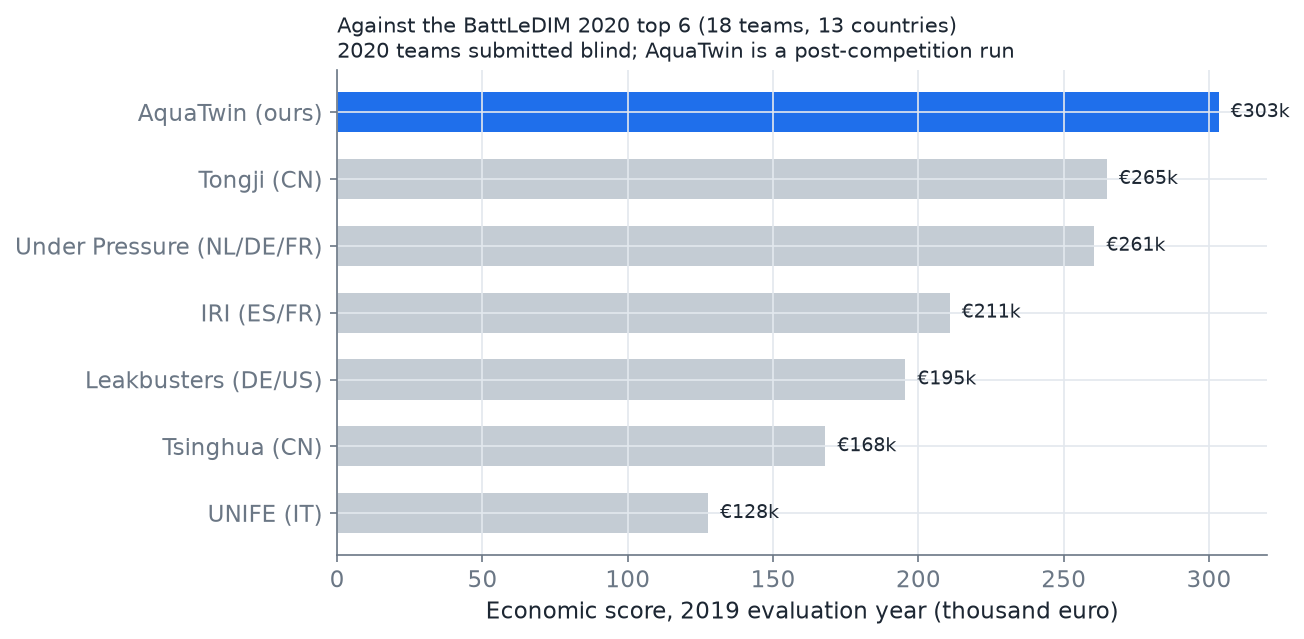 Against the BattLeDIM 2020 top 6 (18 teams, 13 countries)
2020 teams submitted blind; AquaTwin is a post-competition run
AquaTwin (ours)
€303k
Tongji (CN)
€265k
Under Pressure (NL/DE/FR)
€261k
IRI (ES/FR)
€211k
Leakbusters (DE/US)
€195k
Tsinghua (CN)
€168k
UNIFE (IT)
€128k
0 50 100 150 200 250 300
Economic score, 2019 evaluation year (thousand euro)